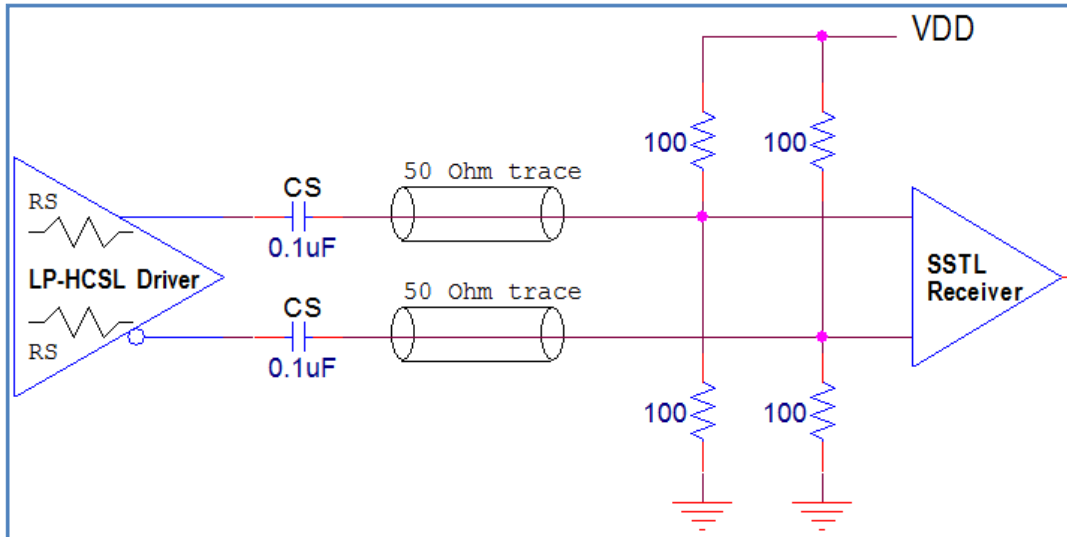 VDD
100
100
50 Ohm trace
CS
RS
0.1uF
LP-HCSL Driver
SSTL
Receiver
50 Ohm trace
CS
RS
0.1uF
100
100